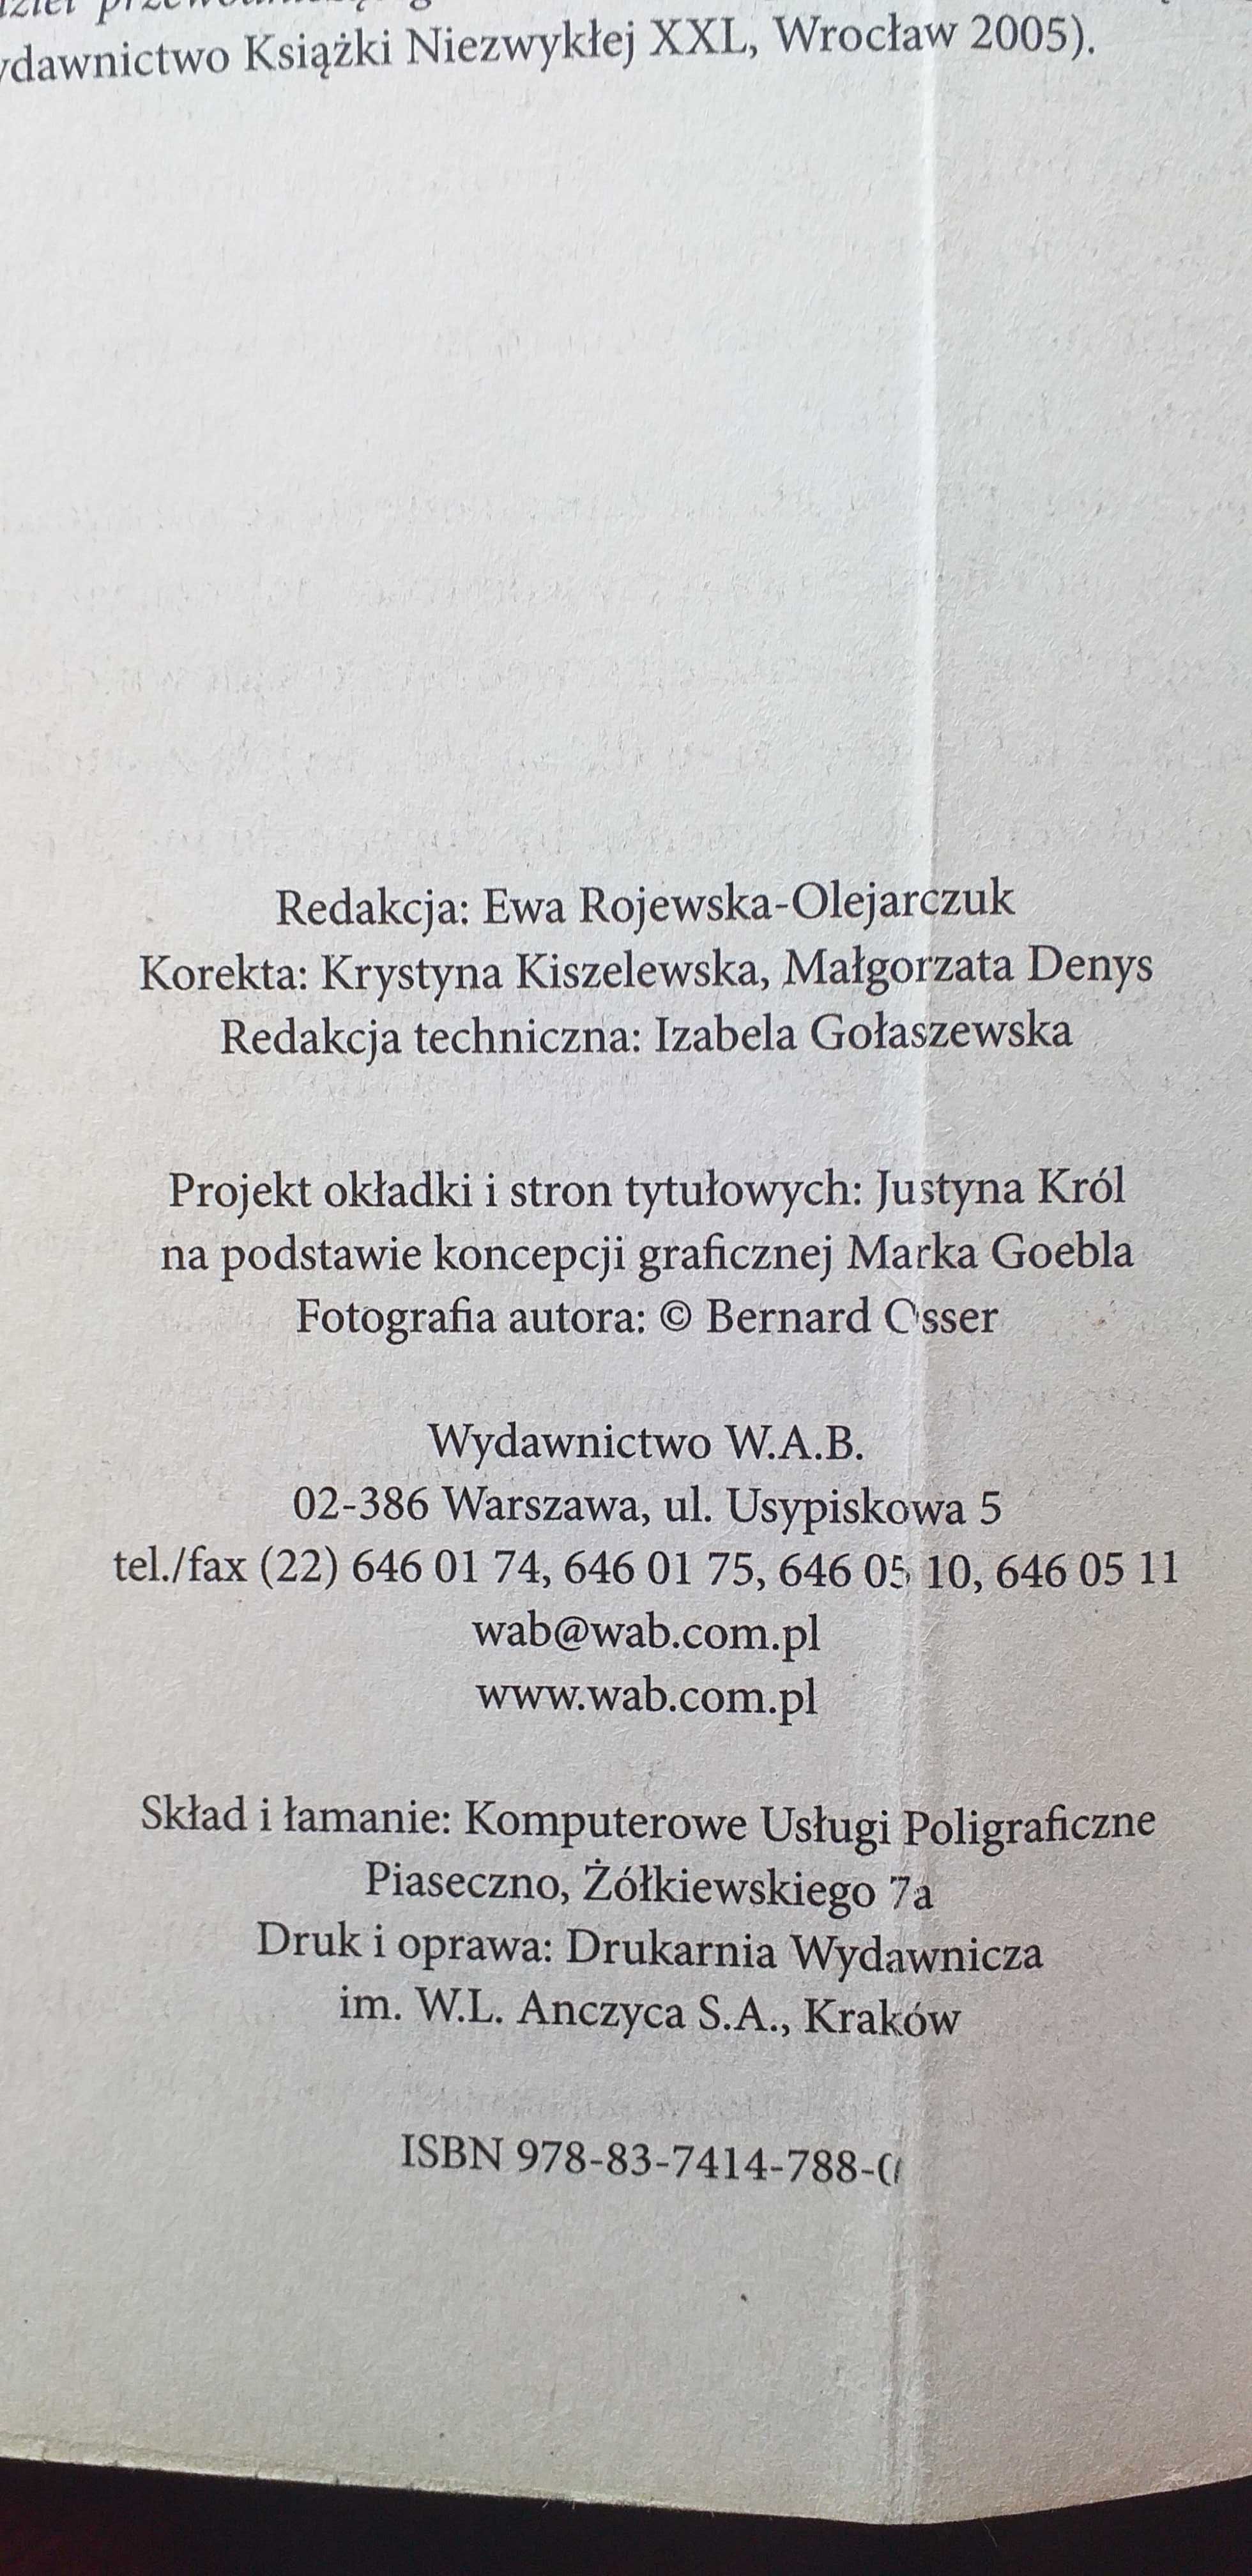 Wydawnictwo Książki Niezwykłej XXL, Wrocław 2005).
Redakcja: Ewa Rojewska-Olejarczuk
Korekta: Krystyna Kiszelewska, Małgorzata Denys
Redakcja techniczna: Izabela Gołaszewska
Projekt okładki i stron tytułowych: Justyna Król
na podstawie koncepcji graficznej Marka Goebla
Fotografia autora: © Bernard Osser
Wydawnictwo W.A.B.
02-386 Warszawa, ul. Usypiskowa 5
tel./fax (22) 646 01 74, 646 01 75, 646 05 10, 646 05 11
wab@wab.com.pl
www.wab.com.pl
Skład i łamanie: Komputerowe Usługi Poligraficzne
Piaseczno, Żółkiewskiego 7a
Druk i oprawa: Drukarnia Wydawnicza
im. W.L. Anczyca S.A., Kraków
ISBN 978-83-7414-788-0